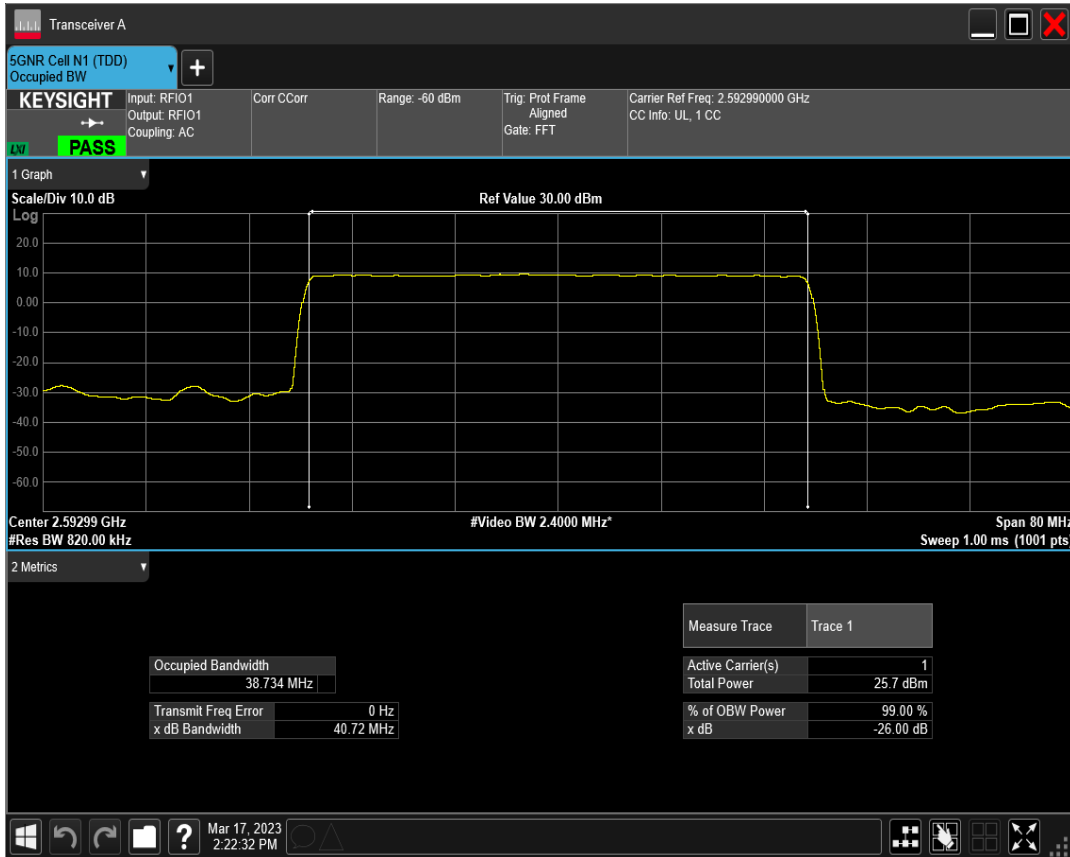 Transceiver A
5GNR Cell N1 (TDD)
Occupied BW
+
KEYSIGHT
LXI
PASS
Input: RFIO1
Output: RFIO1
Coupling: AC
Corr CCorr
Range: -60 dBm
Trig: Prot Frame
Aligned
Gate: FFT
Carrier Ref Freq: 2.592990000 GHz
CC Info: UL, 1 CC
1 Graph
Scale/Div 10.0 dB
Ref Value 30.00 dBm
Log
20.0
10.0
0.00
-10.0
-20.0
-30.0
-40.0
-50.0
-60.0
Center 2.59299 GHz
#Video BW 2.4000 MHz*
Span 80 MHz
#Res BW 820.00 kHz
Sweep 1.00 ms (1001 pts)
2 Metrics
Measure Trace Trace 1
Occupied Bandwidth
38.734 MHz
Active Carrier(s) 1
Total Power 25.7 dBm
Transmit Freq Error 0 Hz
x dB Bandwidth 40.72 MHz
% of OBW Power 99.00 %
x dB -26.00 dB
?
Mar 17, 2023
2:22:32 PM